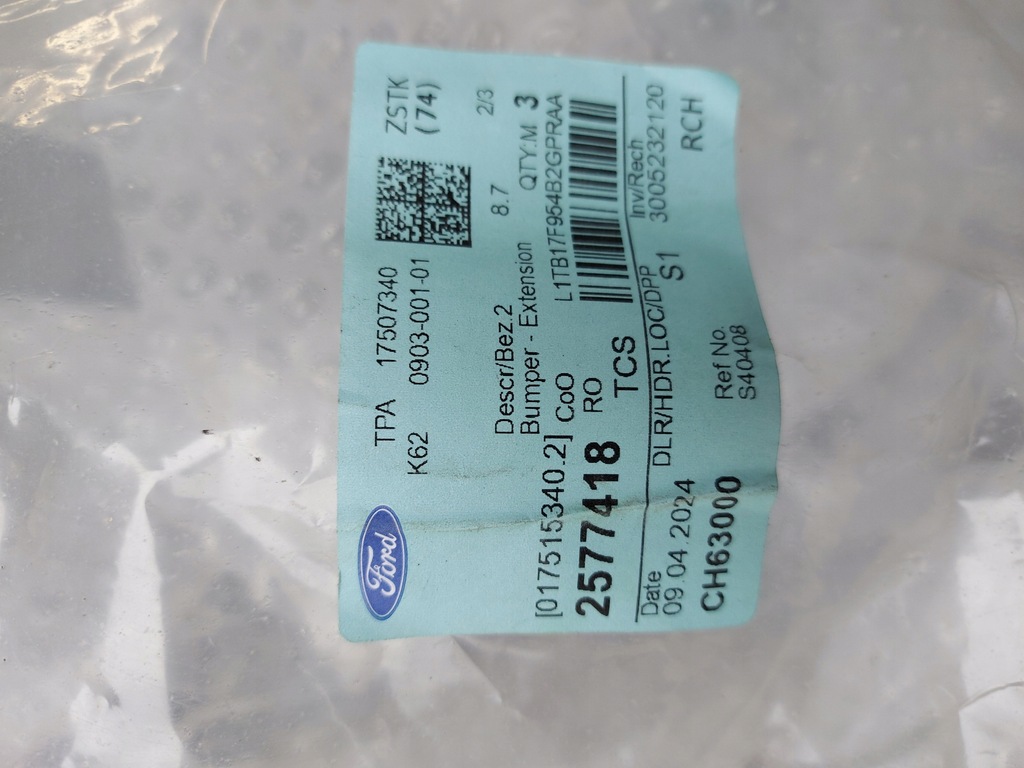 Ford
TPA 17507340 ZSTK
K62 0903-001-01 (74)
Descr/Bez.2 8.7 2/3
Bumper - Extension QTY.M 3
[017515340.2] CoO L1TB17F954B2GPRAA
2577418 RO
TCS
Date DLR/HDR.LOC/DPP Inv/Rech
09.04.2024 S1 30052232120
CH63000 Ref No. RCH
S40408